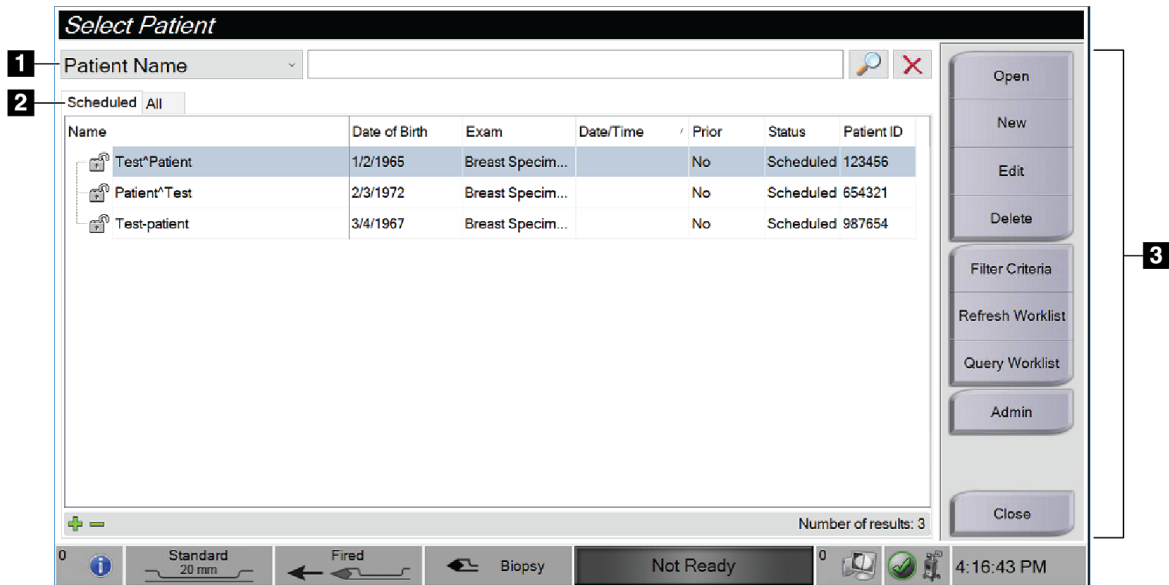 Select Patient
1
Patient Name
2
Scheduled All
Name Date of Birth Exam Date/Time Prior Status Patient ID
Test^Patient 1/2/1965 Breast Specim... No Scheduled 123456
Patient^Test 2/3/1972 Breast Specim... No Scheduled 654321
Test-patient 3/4/1967 Breast Specim... No Scheduled 987654
Number of results: 3
Open
New
Edit
Delete
Filter Criteria
Refresh Worklist
Query Worklist
Admin
Close
3
0 Standard 20 mm Fired Biopsy Not Ready 0 4:16:43 PM